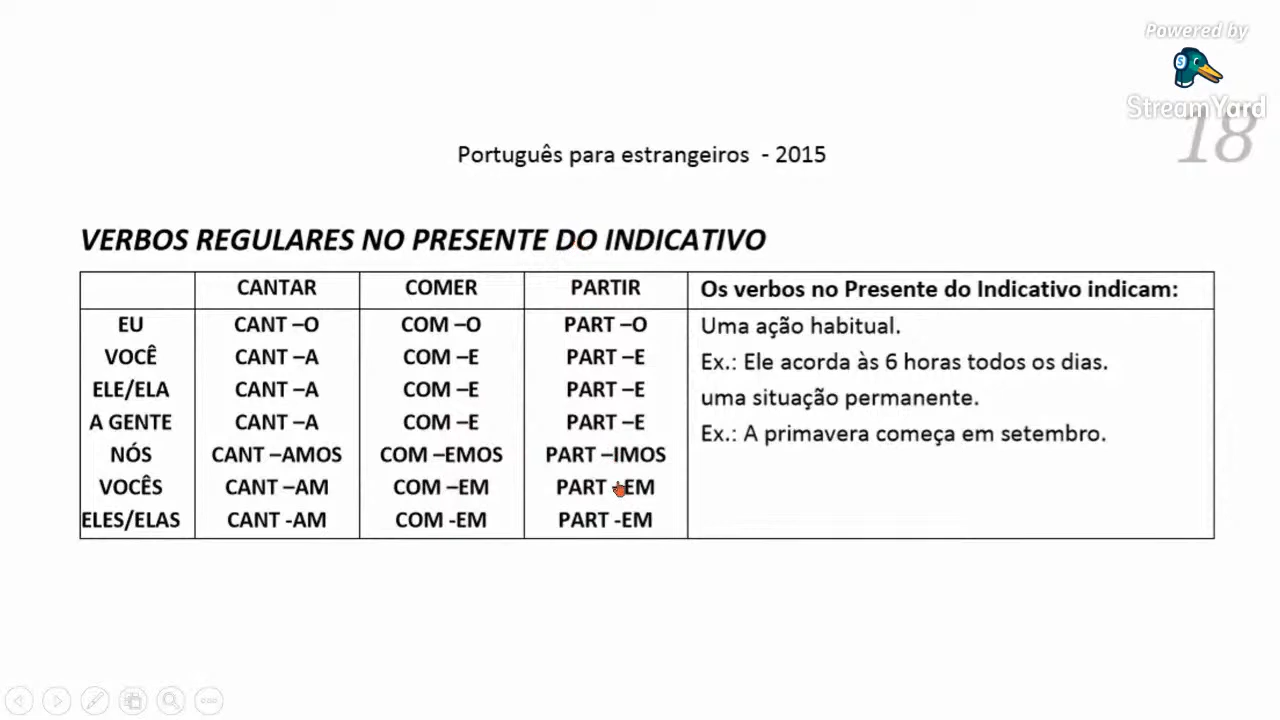 Powered by
StreamYard
18
Português para estrangeiros - 2015
VERBOS REGULARES NO PRESENTE DO INDICATIVO
CANTAR COMER PARTIR Os verbos no Presente do Indicativo indicam:
EU CANT –O COM –O PART –O Uma ação habitual.
VOCÊ CANT –A COM –E PART –E Ex.: Ele acorda às 6 horas todos os dias.
ELE/ELA CANT –A COM –E PART –E uma situação permanente.
A GENTE CANT –A COM –E PART –E Ex.: A primavera começa em setembro.
NÓS CANT –AMOS COM –EMOS PART –IMOS
VOCÊS CANT –AM COM –EM PART –EM
ELES/ELAS CANT -AM COM -EM PART -EM